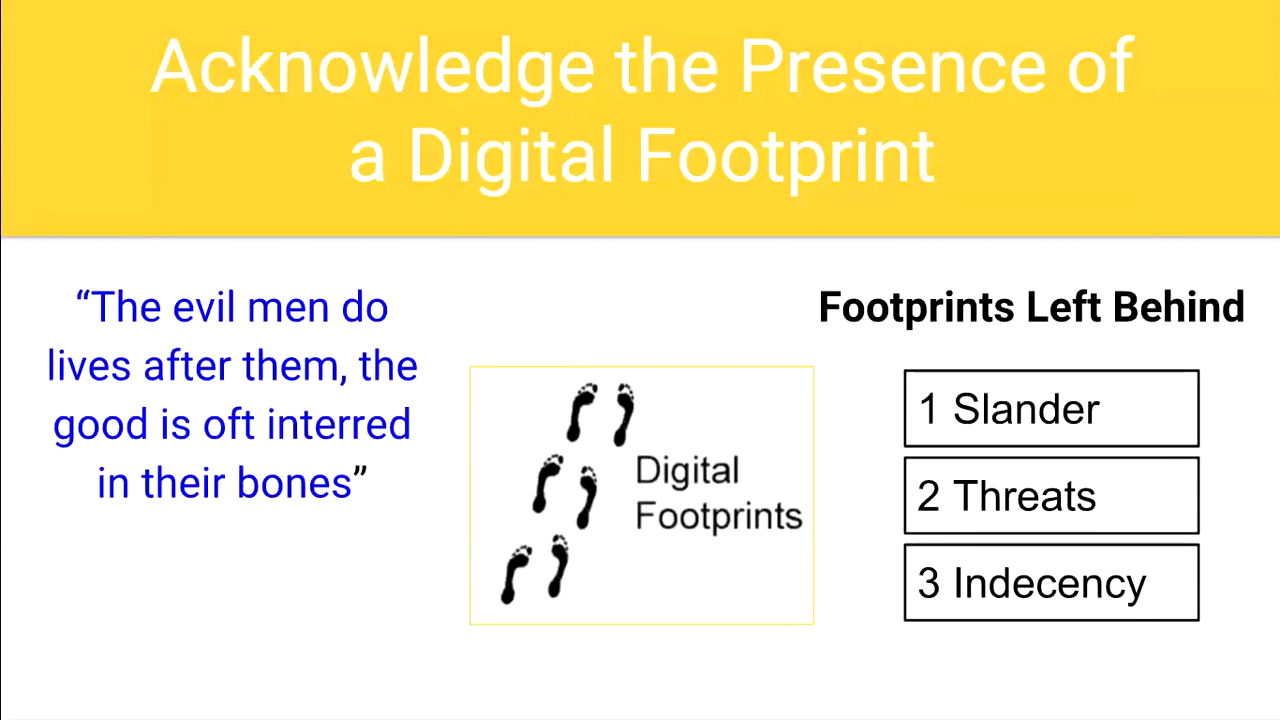 Acknowledge the Presence of
a Digital Footprint
“The evil men do
lives after them, the
good is oft interred
in their bones”
Digital
Footprints
Footprints Left Behind
1 Slander
2 Threats
3 Indecency